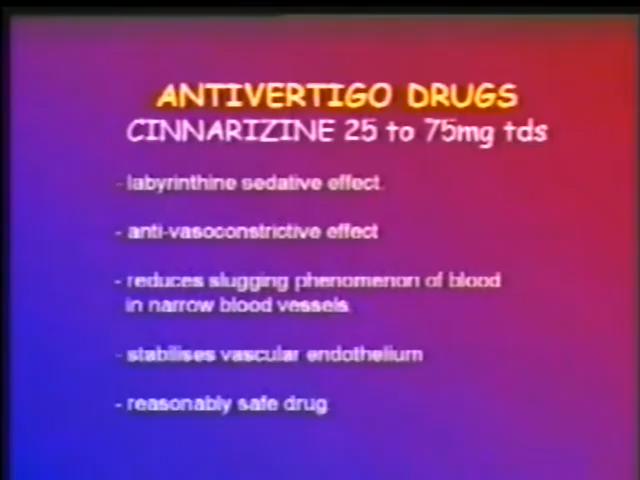 ANTIVERTIGO DRUGS
CINNARIZINE 25 to 75mg tds
- labyrinthine sedative effect
- anti-vasoconstrictive effect
- reduces slugging phenomenon of blood
in narrow blood vessels
- stabilises vascular endothelium
- reasonably safe drug